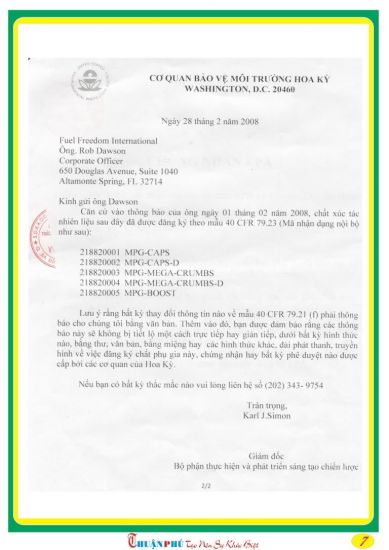 CƠ QUAN BẢO VỆ MÔI TRƯỜNG HOA KỲ
WASHINGTON, D.C. 20460
Ngày 28 tháng 2 năm 2008
Fuel Freedom International
Ông. Rob Dawson
Corporate Officer
650 Douglas Avenue, Suite 1040
Altamonte Spring, FL 32714
Kính gửi ông Dawson
Căn cứ vào thông báo của ông ngày 01 tháng 02 năm 2008, chất xúc tác
nhiên liệu sau đây đã được đăng ký theo mẫu 40 CFR 79.23 (Mã nhận dạng nội bộ
như sau):
218820001 MPG-CAPS
218820002 MPG-CAPS-D
218820003 MPG-MEGA-CRUMBS
218820004 MPG-MEGA-CRUMBS-D
218820005 MPG-BOOST
Lưu ý rằng bất kỳ thay đổi thông tin nào về mẫu 40 CFR 79.21 (f) phải thông
báo cho chúng tôi bằng văn bản. Thêm vào đó, bạn được đảm bảo rằng các thông
báo này sẽ không bị tiết lộ một cách trực tiếp hay gián tiếp, dưới bất kỳ hình thức
nào, bằng thư, văn bản, bằng miệng hay các hình thức khác, đài phát thanh, truyền
hình về việc đăng ký chất phụ gia này, chứng nhận hay bất kỳ phê duyệt nào được
cấp bởi các cơ quan của Hoa Kỳ.
Nếu bạn có bất kỳ thắc mắc nào vui lòng liên hệ số (202) 343- 9754
Trân trọng,
Karl J.Simon
Giám đốc
Bộ phận thực hiện và phát triển sáng tạo chiến lược
2/2
THUẬN PHÚ Tạo Nên Sự Khác Biệt
7